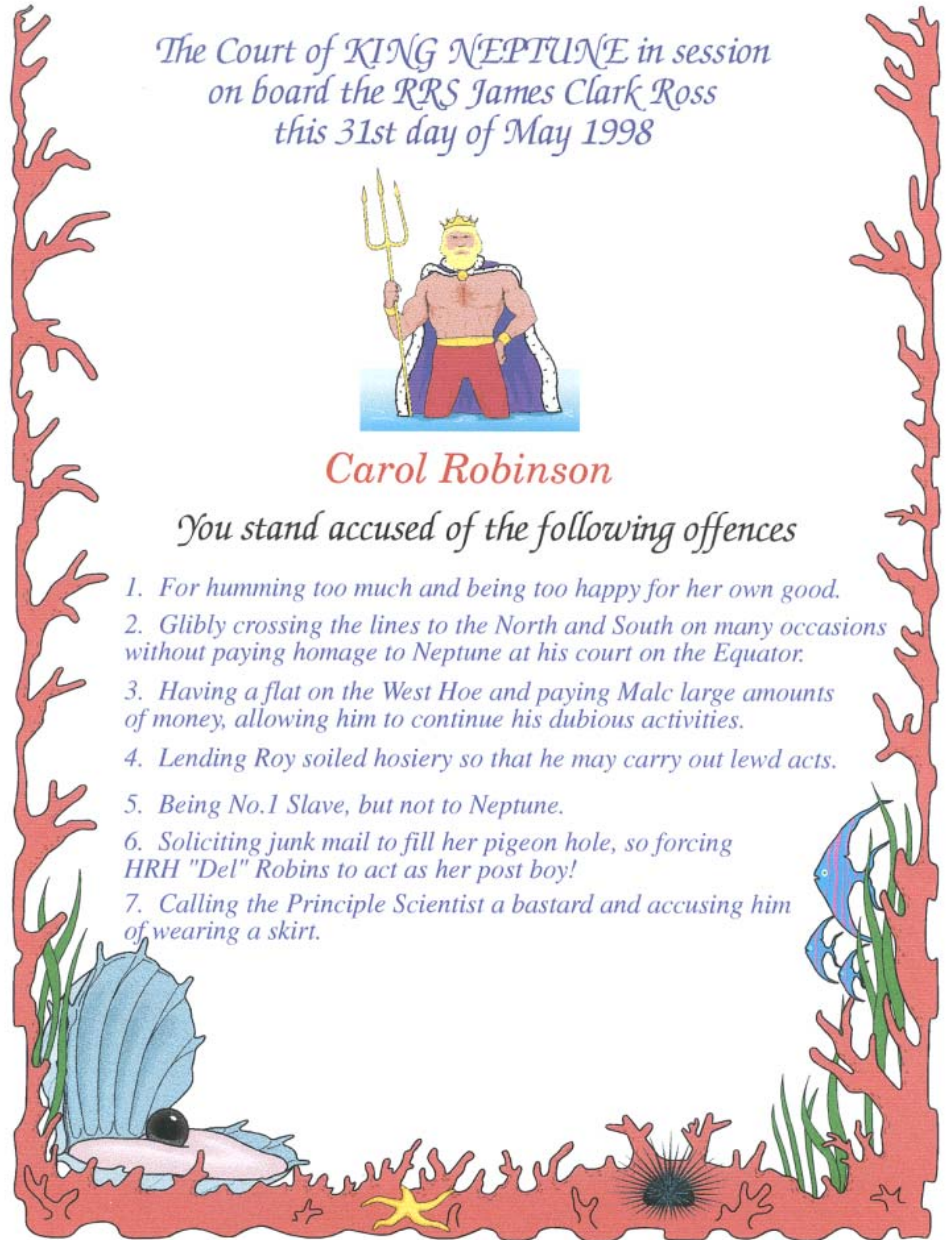 The Court of KING NEPTUNE in session
on board the RRS James Clark Ross
this 31st day of May 1998
Carol Robinson
You stand accused of the following offences
1. For humming too much and being too happy for her own good.
2. Glibly crossing the lines to the North and South on many occasions
without paying homage to Neptune at his court on the Equator.
3. Having a flat on the West Hoe and paying Malc large amounts
of money, allowing him to continue his dubious activities.
4. Lending Roy soiled hosiery so that he may carry out lewd acts.
5. Being No.1 Slave, but not to Neptune.
6. Soliciting junk mail to fill her pigeon hole, so forcing
HRH "Del" Robins to act as her post boy!
7. Calling the Principle Scientist a bastard and accusing him
of wearing a skirt.